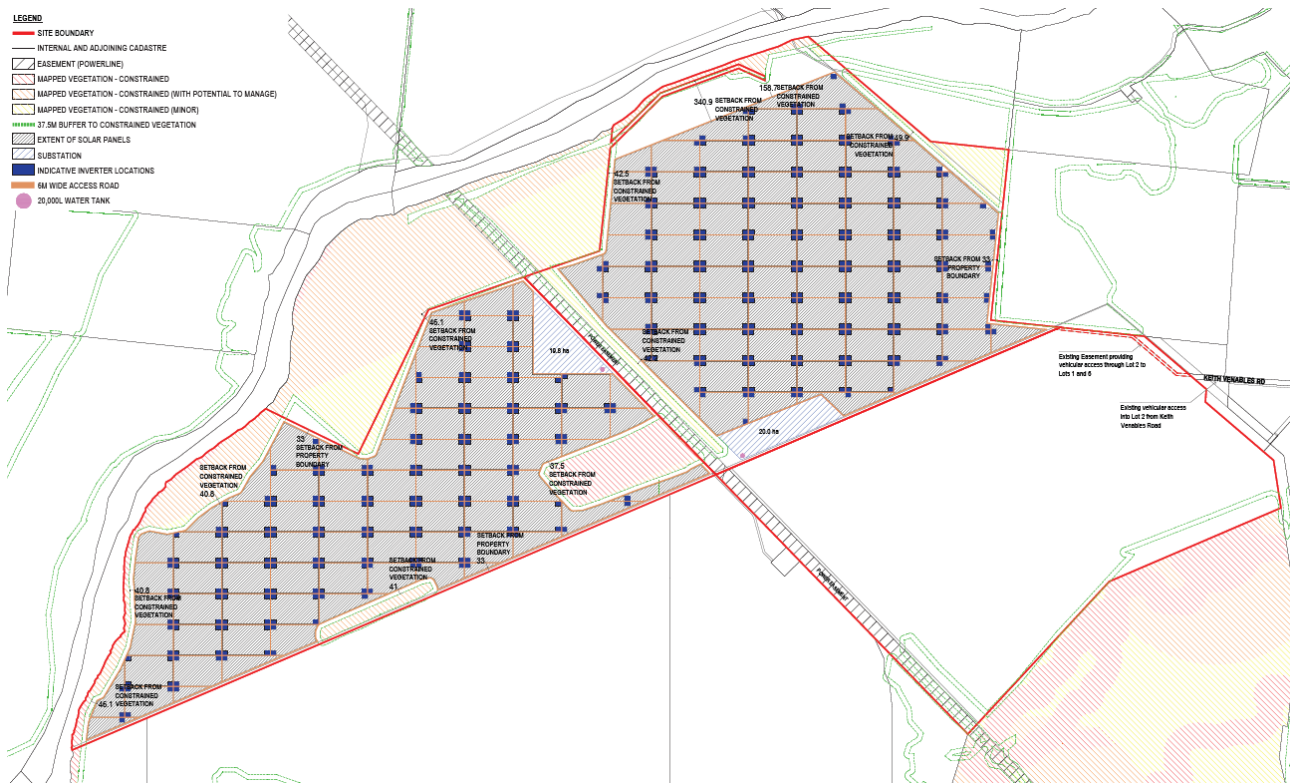 LEGEND
SITE BOUNDARY
INTERNAL AND ADJOINING CADASTRE
EASEMENT (POWERLINE)
MAPPED VEGETATION - CONSTRAINED
MAPPED VEGETATION - CONSTRAINED (WITH POTENTIAL TO MANAGE)
MAPPED VEGETATION - CONSTRAINED (MINOR)
37.5M BUFFER TO CONSTRAINED VEGETATION
EXTENT OF SOLAR PANELS
SUBSTATION
INDICATIVE INVERTER LOCATIONS
6M WIDE ACCESS ROAD
20,000L WATER TANK
158.7 SETBACK FROM
CONSTRAINED
VEGETATION
340.9 SETBACK FROM
CONSTRAINED
VEGETATION
SETBACK FROM 49.9
CONSTRAINED
VEGETATION
42.5
SETBACK FROM
CONSTRAINED
VEGETATION
SETBACK FROM 33
PROPERTY
BOUNDARY
45.1
SETBACK FROM
CONSTRAINED
VEGETATION
SETBACK FROM
CONSTRAINED
VEGETATION
42.2
19.8 ha
POWER EASEMENT
Existing Easement providing
vehicular access through Lot 2 to
Lots 1 and 6
KEITH VENABLES RD
Existing vehicular access
into Lot 2 from Keith
Venables Road
20.0 ha
33
SETBACK FROM
PROPERTY
BOUNDARY
SETBACK FROM
CONSTRAINED
VEGETATION
40.8
37.5
SETBACK FROM
CONSTRAINED
VEGETATION
SETBACK FROM
PROPERTY
BOUNDARY
33
SETBACK FROM
CONSTRAINED
VEGETATION
41
40.8
SETBACK FROM
CONSTRAINED
VEGETATION
POWER EASEMENT
SETBACK FROM
CONSTRAINED
45.1 VEGETATION